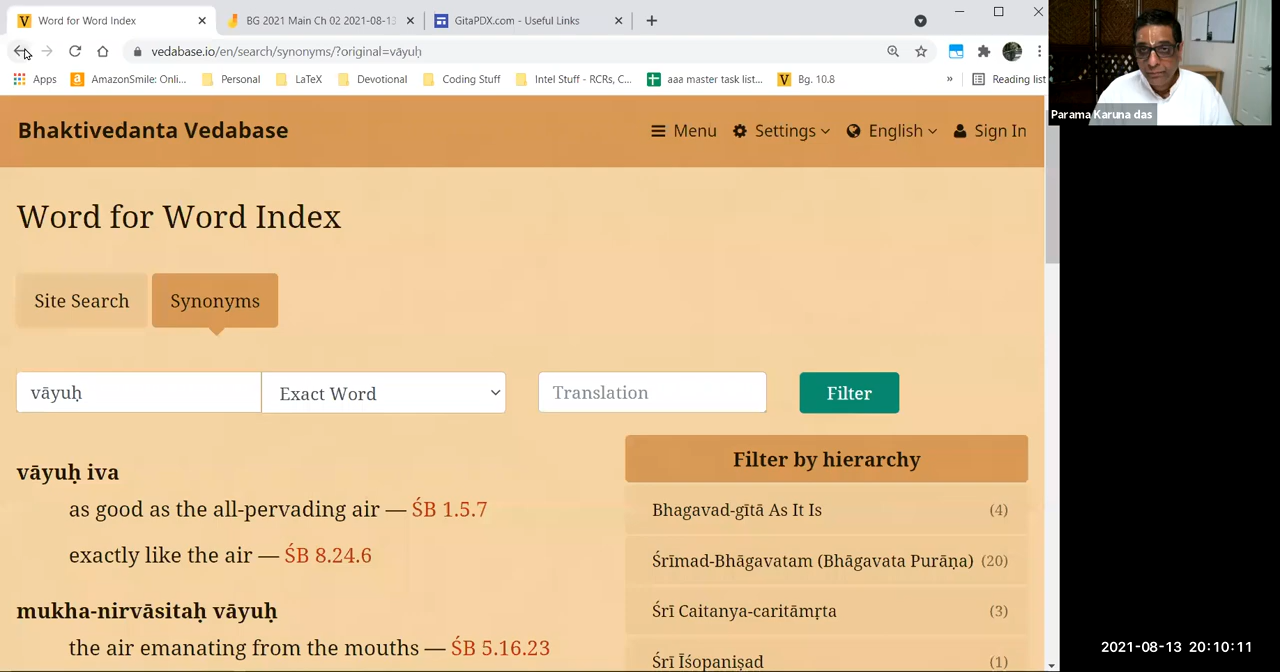 Word for Word Index
BG 2021 Main Ch 02 2021-08-13
GitaPDX.com - Useful Links
vedabase.io/en/search/synonyms/?original=vāyuḥ
Apps
AmazonSmile: Onli...
Personal
LaTeX
Devotional
Coding Stuff
Intel Stuff - RCRs, C...
aaa master task list...
Bg. 10.8
»
Reading list
Parama Karuna das
Bhaktivedanta Vedabase
Menu
Settings
English
Sign In
Word for Word Index
Site Search
Synonyms
vāyuḥ
Exact Word
Translation
Filter
vāyuḥ iva
as good as the all-pervading air — ŚB 1.5.7
exactly like the air — ŚB 8.24.6
mukha-nirvāsitaḥ vāyuḥ
the air emanating from the mouths — ŚB 5.16.23
Filter by hierarchy
Bhagavad-gītā As It Is (4)
Śrīmad-Bhāgavatam (Bhāgavata Purāṇa) (20)
Śrī Caitanya-caritāmṛta (3)
Śrī Īśopaniṣad (1)
2021-08-13 20:10:11